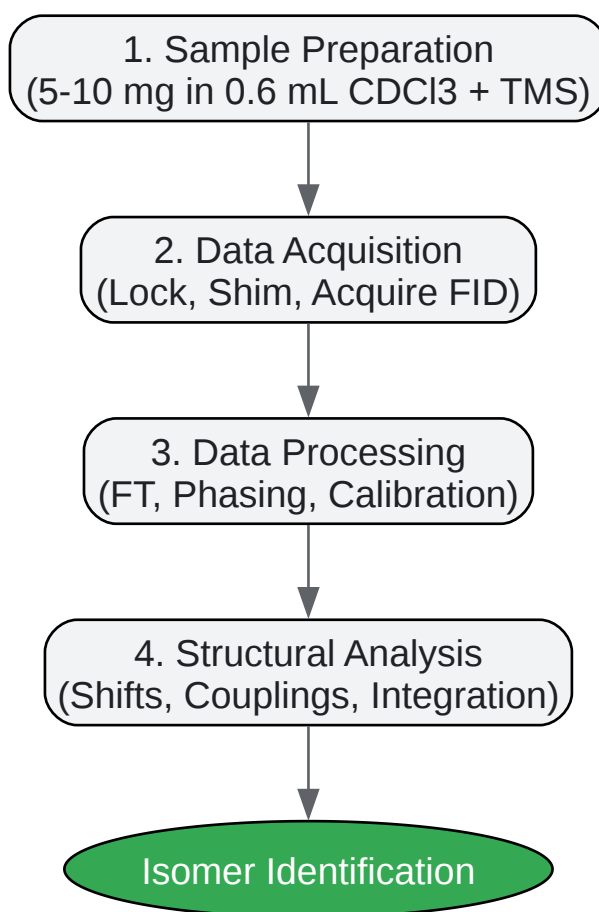 1. Sample Preparation
(5-10 mg in 0.6 mL CDCl3 + TMS)
2. Data Acquisition
(Lock, Shim, Acquire FID)
3. Data Processing
(FT, Phasing, Calibration)
4. Structural Analysis
(Shifts, Couplings, Integration)
Isomer Identification